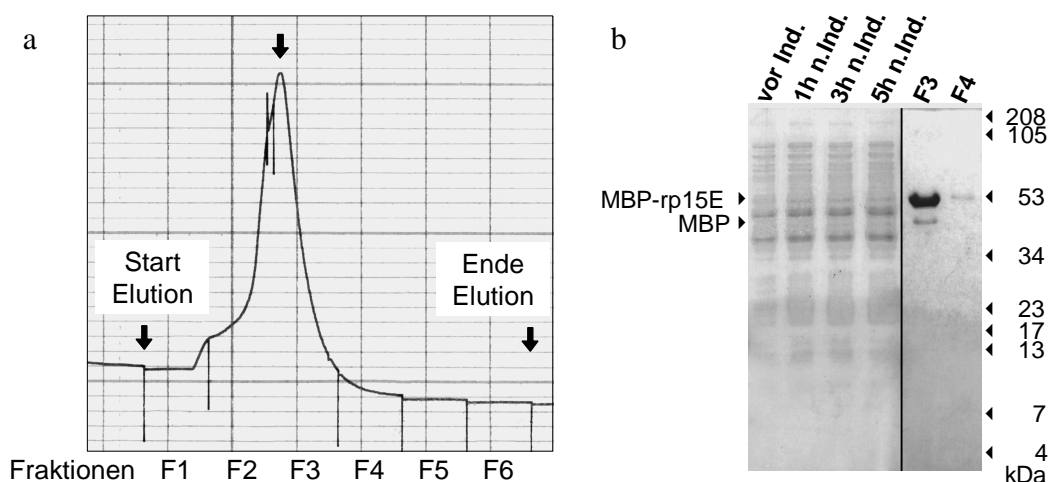 a
Start
Elution
Ende
Elution
Fraktionen F1 F2 F3 F4 F5 F6
b
vor Ind.
1h n.Ind.
3h n.Ind.
5h n.Ind.
F3
F4
MBP-rp15E
MBP
208
105
53
34
23
17
13
7
4
kDa